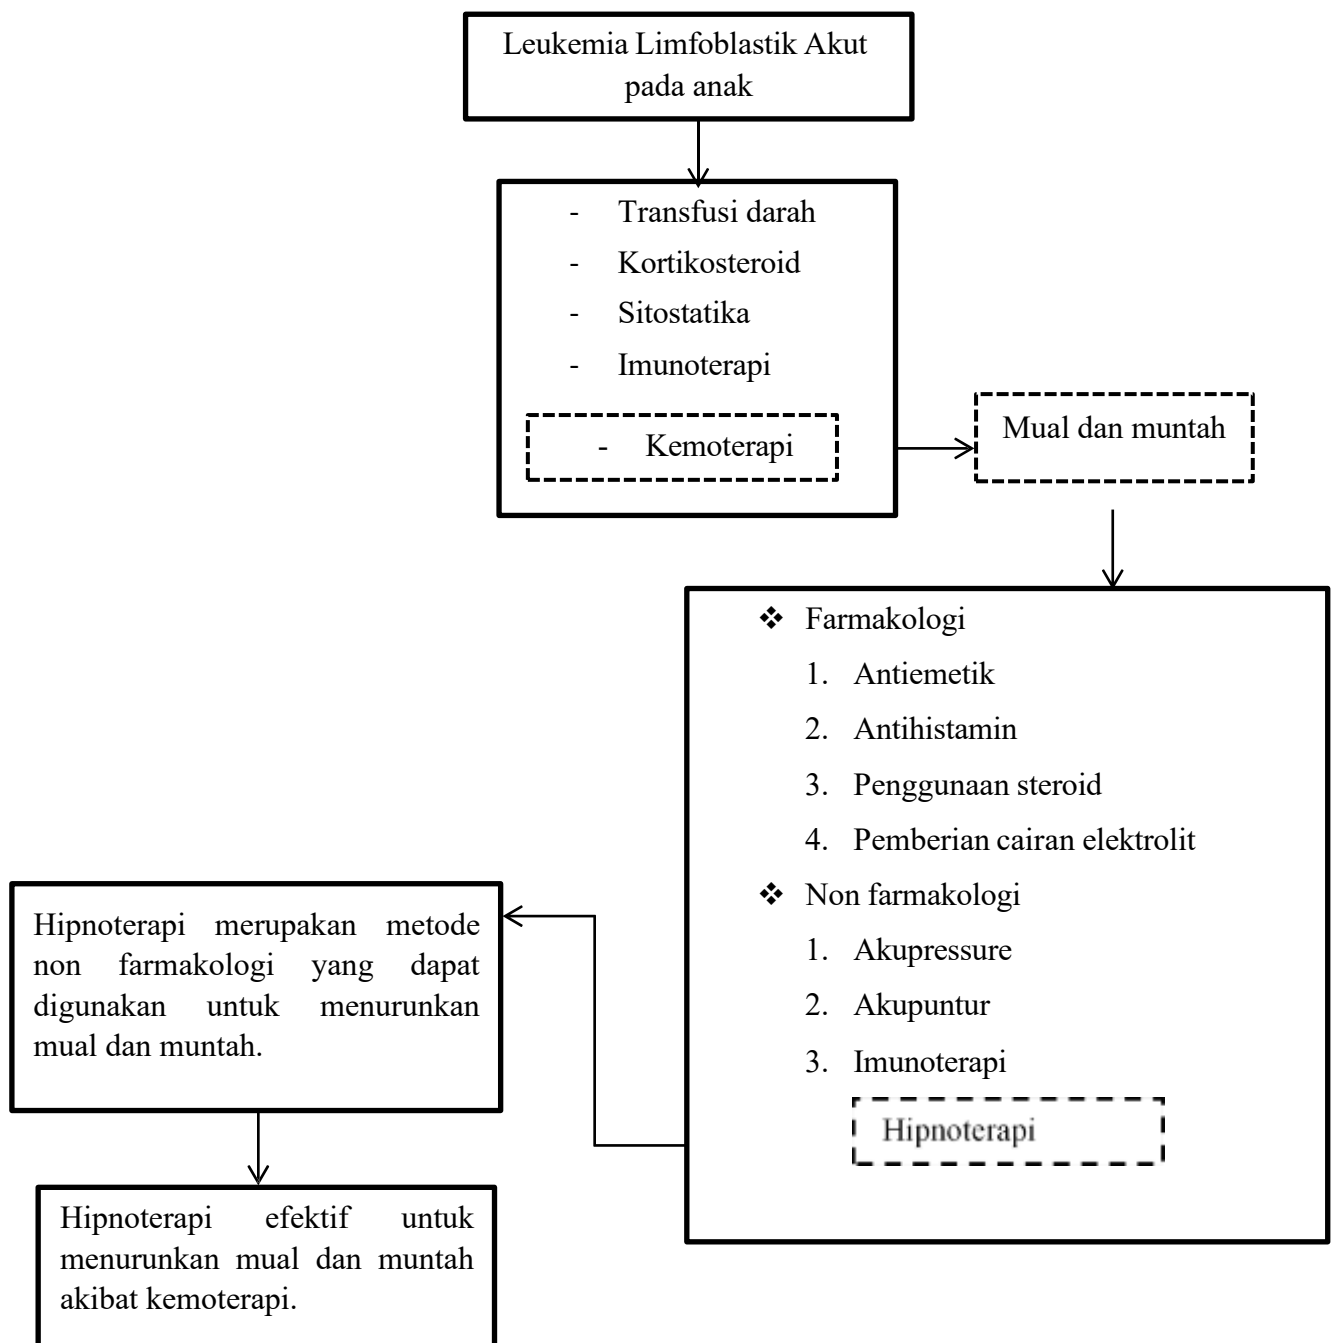 Leukemia Limfoblastik Akut
pada anak
- Transfusi darah
- Kortikosteroid
- Sitostatika
- Imunoterapi
- Kemoterapi
Mual dan muntah
❖ Farmakologi
1. Antiemetik
2. Antihistamin
3. Penggunaan steroid
4. Pemberian cairan elektrolit
❖ Non farmakologi
1. Akupressure
2. Akupuntur
3. Imunoterapi
Hipnoterapi
Hipnoterapi merupakan metode
non farmakologi yang dapat
digunakan untuk menurunkan
mual dan muntah.
Hipnoterapi efektif untuk
menurunkan mual dan muntah
akibat kemoterapi.